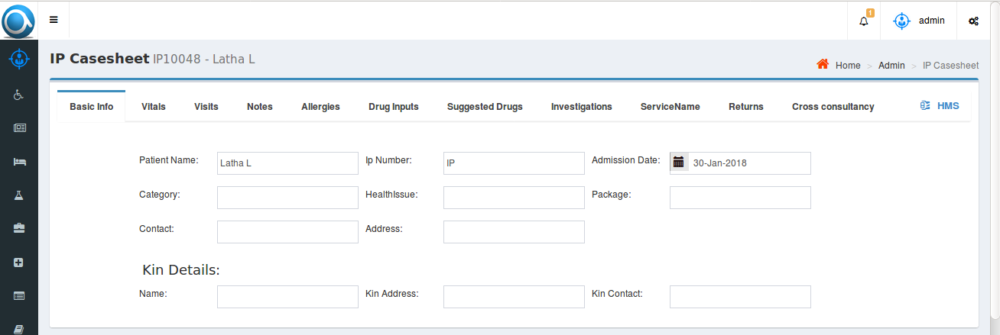 1
admin
IP Casesheet IP10048 - Latha L
Home > Admin > IP Casesheet
Basic Info Vitals Visits Notes Allergies Drug Inputs Suggested Drugs Investigations ServiceName Returns Cross consultancy HMS
Patient Name: Latha L Ip Number: IP Admission Date: 30-Jan-2018
Category: HealthIssue: Package:
Contact: Address:
Kin Details:
Name: Kin Address: Kin Contact: